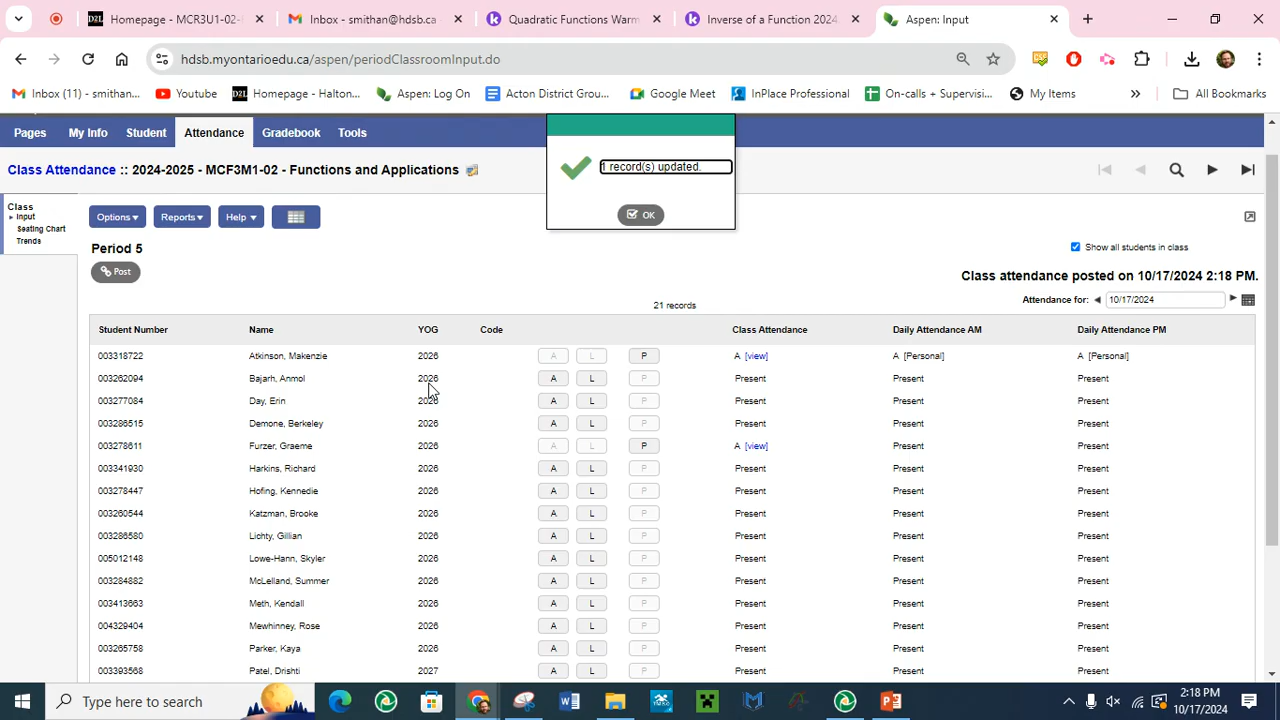 D2L Homepage - MCR3U1-02-
Inbox - smithan@hdsb.ca
Quadratic Functions Warm
Inverse of a Function 2024
Aspen: Input
hdsb.myontarioedu.ca/aspen/periodClassroomInput.do
Inbox (11) - smithan...
Youtube
D2L Homepage - Halton...
Aspen: Log On
Acton District Grou...
Google Meet
InPlace Professional
On-calls + Supervisi...
My Items
All Bookmarks
Pages My Info Student Attendance Gradebook Tools
1 record(s) updated.
OK
Class Attendance :: 2024-2025 - MCF3M1-02 - Functions and Applications
Class
Input
Seating Chart
Trends
Options Reports Help
Period 5
Show all students in class
Post
Class attendance posted on 10/17/2024 2:18 PM.
Attendance for: 10/17/2024
21 records
Student Number Name YOG Code Class Attendance Daily Attendance AM Daily Attendance PM
003318722 Atkinson, Makenzie 2026 A L P A [view] A [Personal] A [Personal]
003262094 Bajarh, Anmol 2026 A L P Present Present Present
003277084 Day, Erin 2026 A L P Present Present Present
003286515 Demone, Berkeley 2026 A L P Present Present Present
003278611 Furzer, Graeme 2026 A L P A [view] Present Present
003341930 Harkins, Richard 2026 A L P Present Present Present
003278447 Hofing, Kennedie 2026 A L P Present Present Present
003260544 Katzman, Brooke 2026 A L P Present Present Present
003286580 Lichty, Gillian 2026 A L P Present Present Present
005012148 Lowe-Hann, Skyler 2026 A L P Present Present Present
003284882 McLelland, Summer 2026 A L P Present Present Present
003413663 Meth, Kendall 2026 A L P Present Present Present
004329404 Mewhinney, Rose 2026 A L P Present Present Present
003265758 Parker, Kaya 2026 A L P Present Present Present
003393568 Patel, Drishti 2027 A L P Present Present Present
Type here to search
2:18 PM
10/17/2024